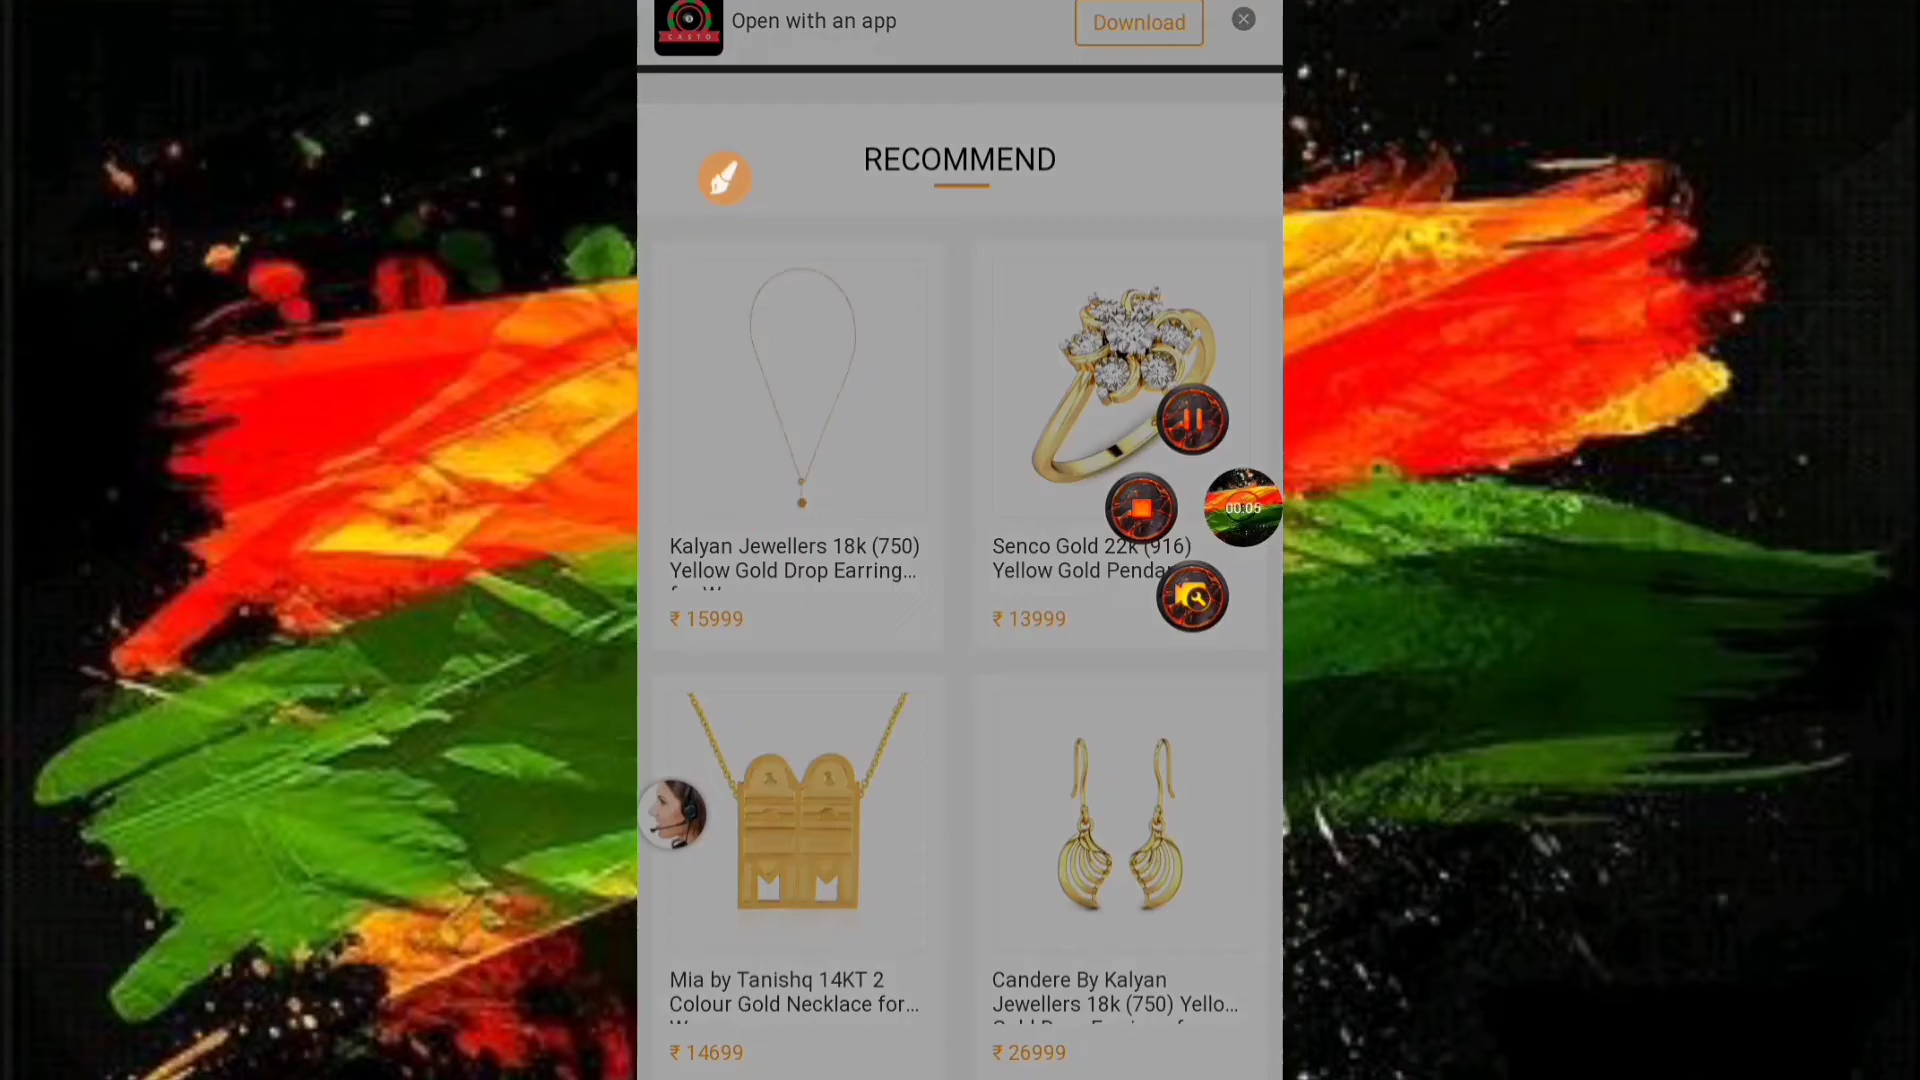 CASTO
Open with an app
Download
RECOMMEND
Kalyan Jewellers 18k (750)
Yellow Gold Drop Earring...
₹ 15999
Senco Gold 22k (916)
Yellow Gold Penda
₹ 13999
00:05
Mia by Tanishq 14KT 2
Colour Gold Necklace for...
₹ 14699
Candere By Kalyan
Jewellers 18k (750) Yello...
₹ 26999